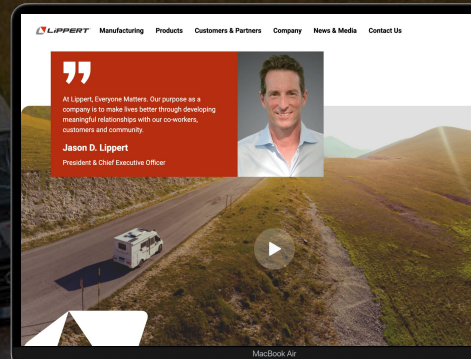 LIPPERT Manufacturing Products Customers & Partners Company News & Media Contact Us
At Lippert, Everyone Matters. Our purpose as a
company is to make lives better through developing
meaningful relationships with our co-workers,
customers and community.
Jason D. Lippert
President & Chief Executive Officer
MacBook Air